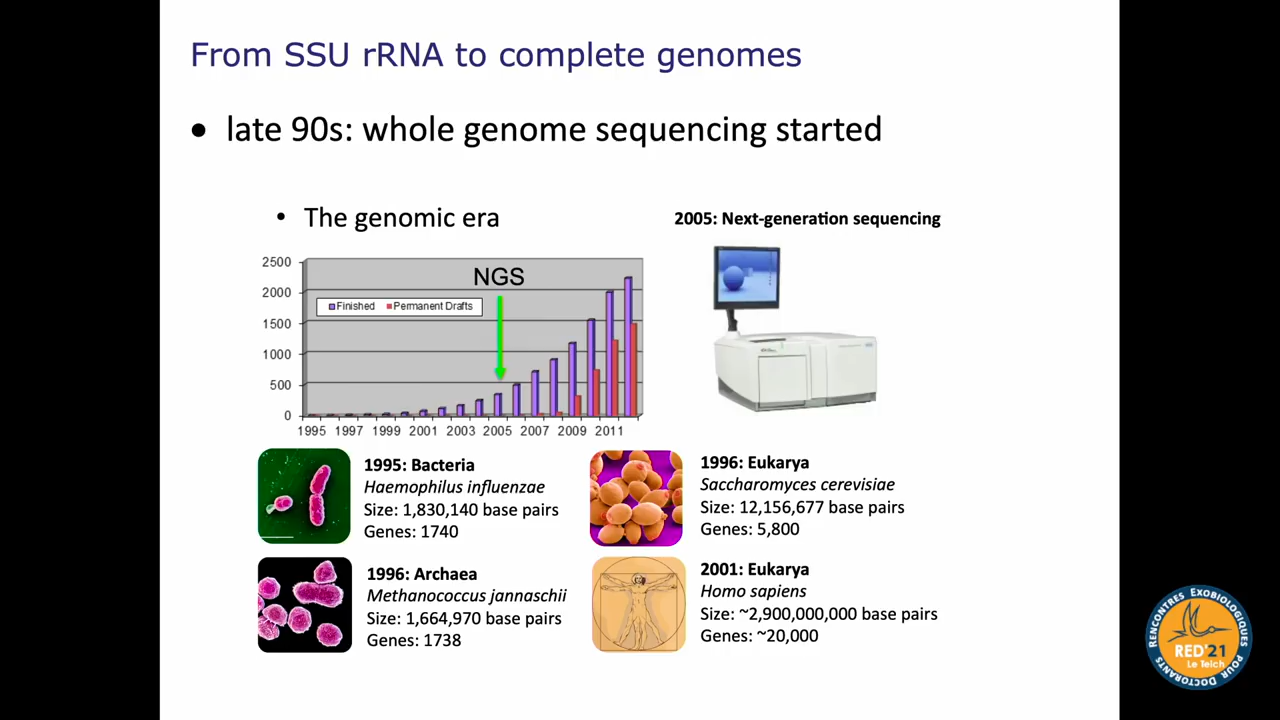 From SSU rRNA to complete genomes
• late 90s: whole genome sequencing started
• The genomic era
2005: Next-generation sequencing
2500
2000
1500
1000
500
0
NGS
Finished Permanent Drafts
1995 1997 1999 2001 2003 2005 2007 2009 2011
1995: Bacteria
Haemophilus influenzae
Size: 1,830,140 base pairs
Genes: 1740
1996: Eukarya
Saccharomyces cerevisiae
Size: 12,156,677 base pairs
Genes: 5,800
1996: Archaea
Methanococcus jannaschii
Size: 1,664,970 base pairs
Genes: 1738
2001: Eukarya
Homo sapiens
Size: ~2,900,000,000 base pairs
Genes: ~20,000
RENCONTRES EXOBIOLOGIQUES POUR DOCTORANTS
RED'21
Le Teich